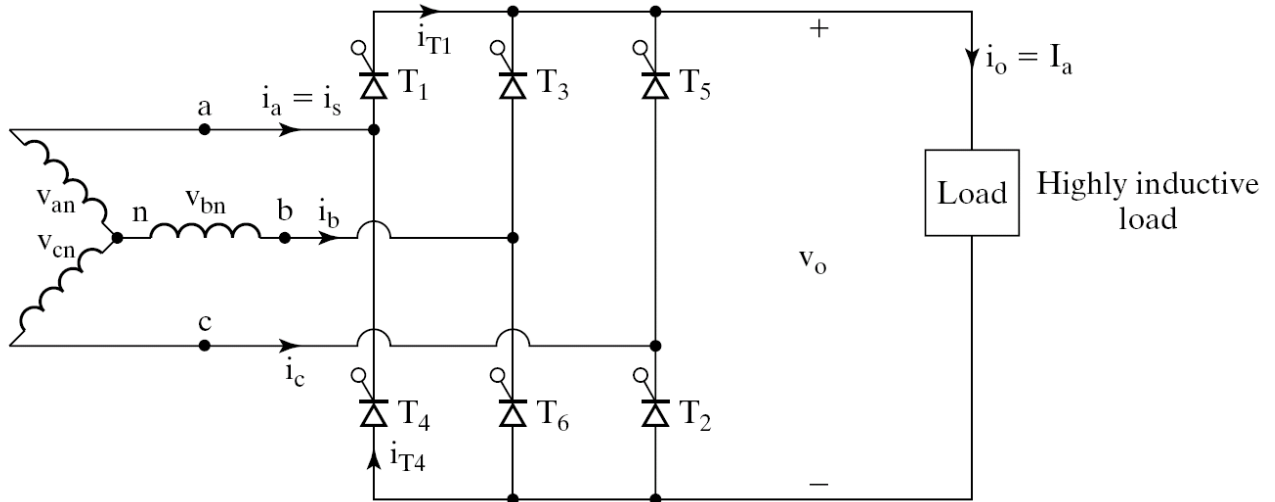 +
i_T1
T_1
T_3
T_5
i_o = I_a
a
i_a = i_s
Load
Highly inductive
load
v_an
n
v_bn
b
i_b
v_cn
v_o
c
i_c
T_4
T_6
T_2
i_T4
−